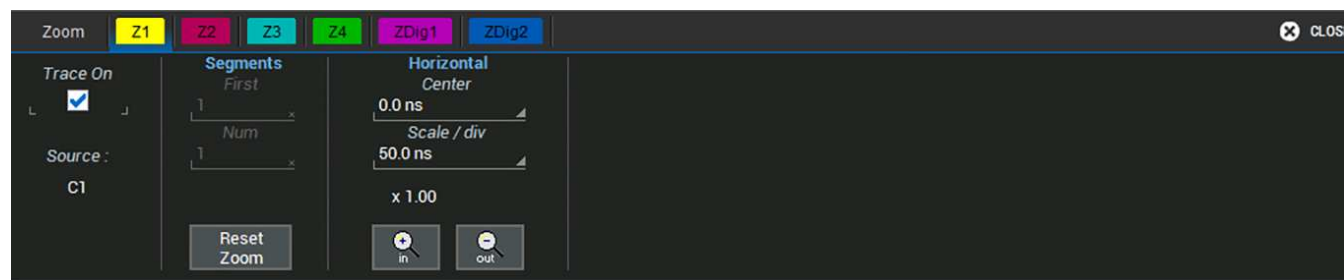 Zoom Z1 Z2 Z3 Z4 ZDig1 ZDig2
Trace On
Source :
C1
Segments
First
1
Num
1
Reset
Zoom
Horizontal
Center
0.0 ns
Scale / div
50.0 ns
x 1.00
in
out